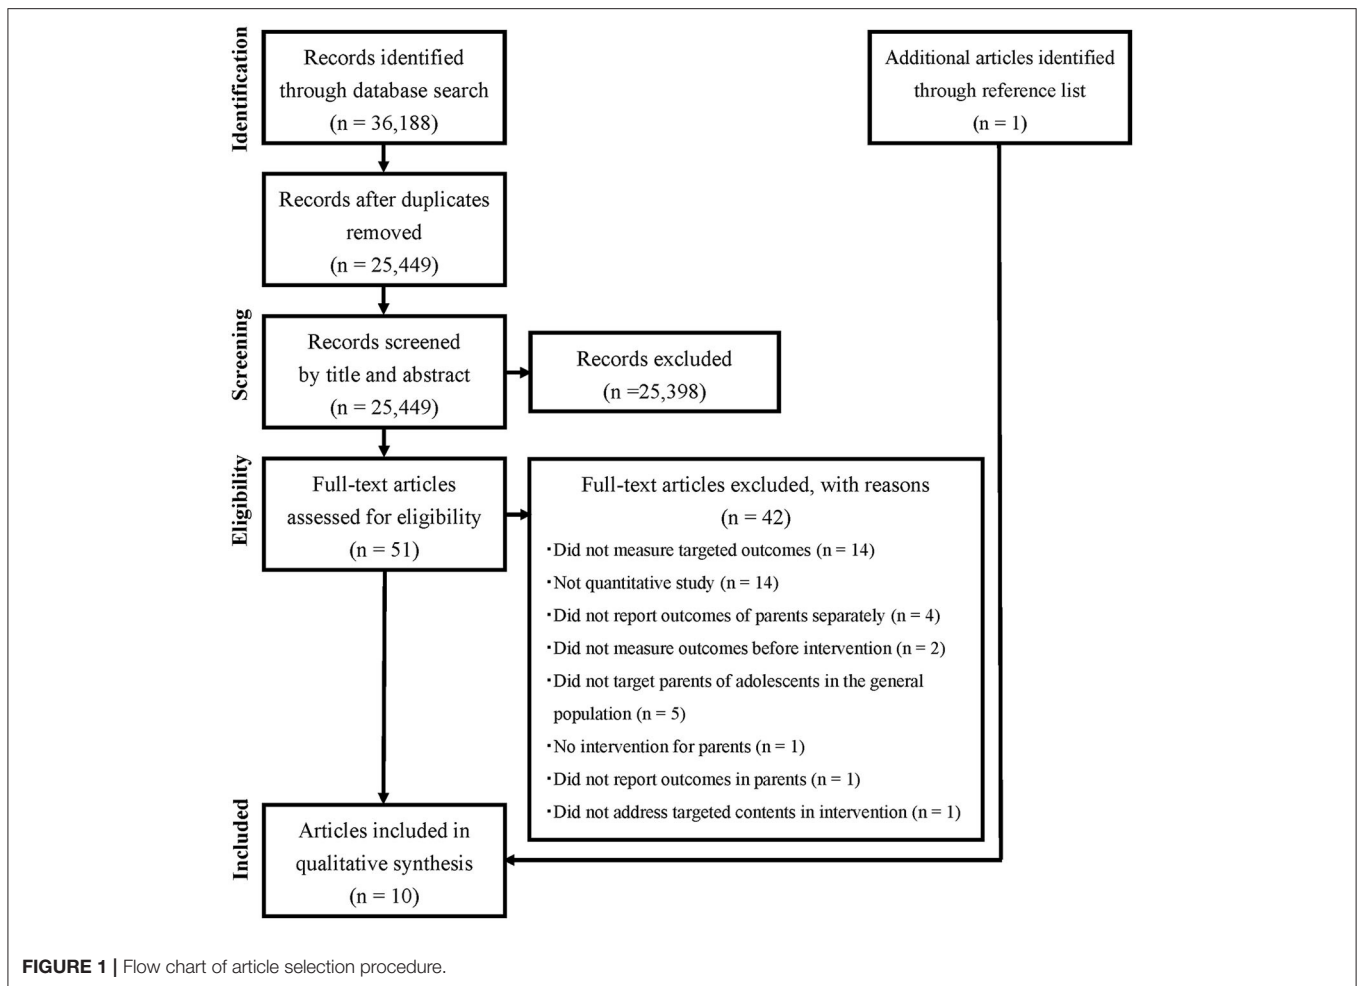 Identification
Records identified
through database search
(n = 36,188)
Additional articles identified
through reference list
(n = 1)
Records after duplicates
removed
(n = 25,449)
Screening
Records screened
by title and abstract
(n = 25,449)
Records excluded
(n =25,398)
Eligibility
Full-text articles
assessed for eligibility
(n = 51)
Full-text articles excluded, with reasons
(n = 42)
・Did not measure targeted outcomes (n = 14)
・Not quantitative study (n = 14)
・Did not report outcomes of parents separately (n = 4)
・Did not measure outcomes before intervention (n = 2)
・Did not target parents of adolescents in the general
population (n = 5)
・No intervention for parents (n = 1)
・Did not report outcomes in parents (n = 1)
・Did not address targeted contents in intervention (n = 1)
Included
Articles included in
qualitative synthesis
(n = 10)
FIGURE 1 | Flow chart of article selection procedure.